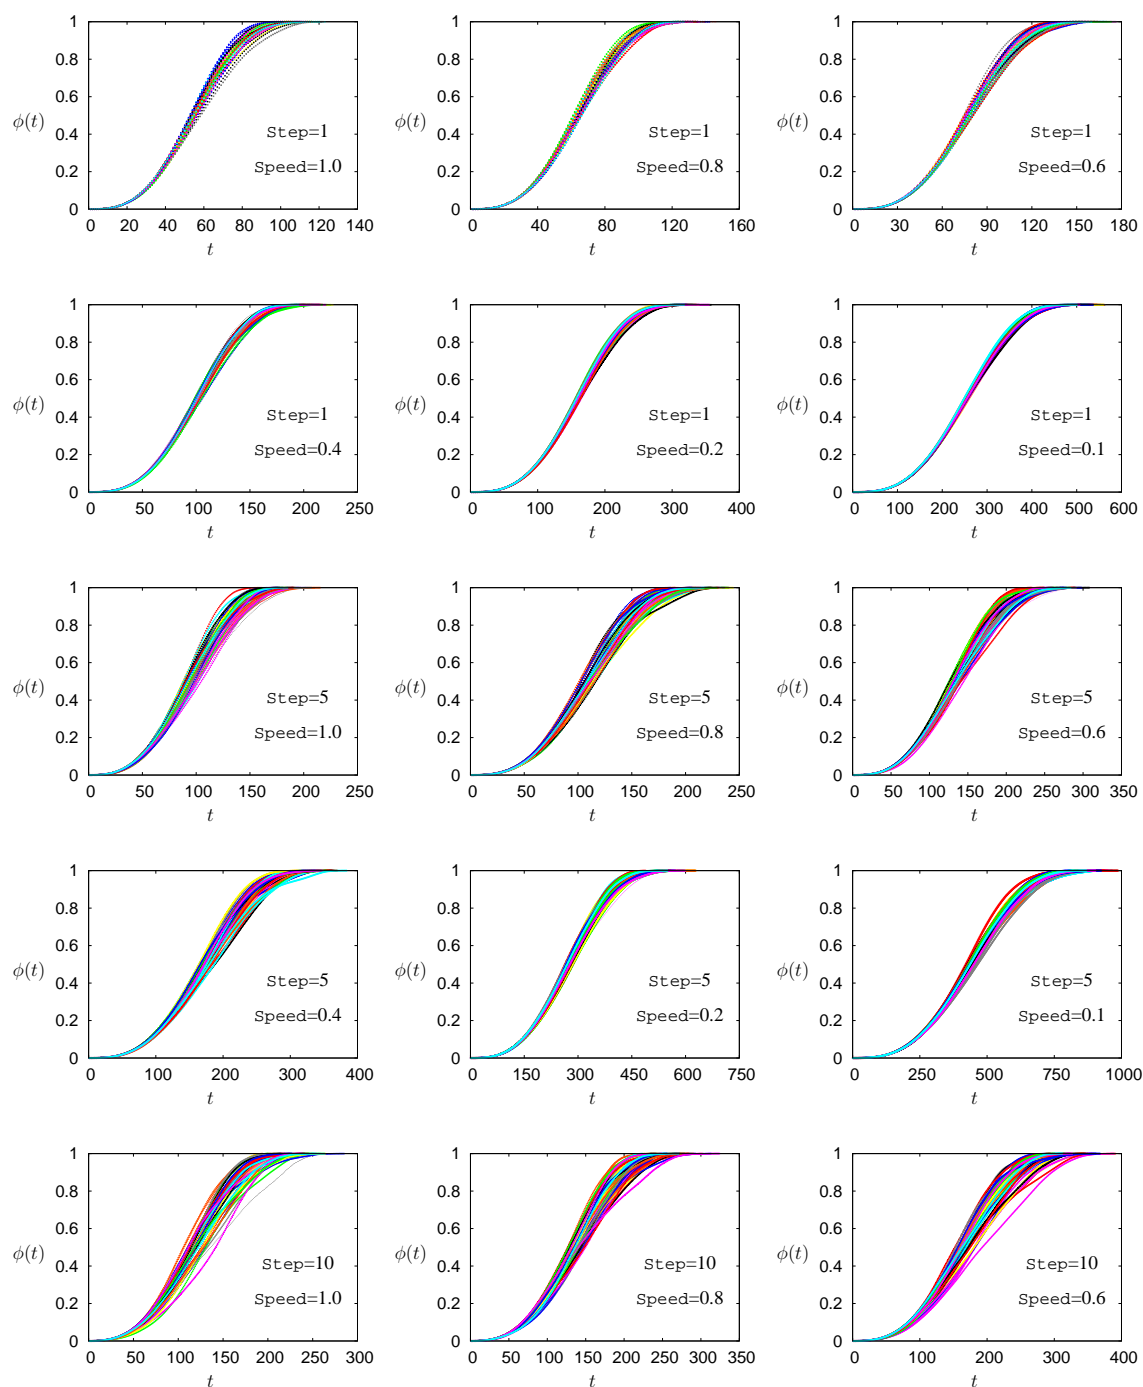 1
0.8
0.6
ϕ(t)
0.4
0.2
0
Step=1
Speed=1.0
0 20 40 60 80 100 120 140
t
1
0.8
0.6
ϕ(t)
0.4
0.2
0
Step=1
Speed=0.8
0 40 80 120 160
t
1
0.8
0.6
ϕ(t)
0.4
0.2
0
Step=1
Speed=0.6
0 30 60 90 120 150 180
t
1
0.8
0.6
ϕ(t)
0.4
0.2
0
Step=1
Speed=0.4
0 50 100 150 200 250
t
1
0.8
0.6
ϕ(t)
0.4
0.2
0
Step=1
Speed=0.2
0 100 200 300 400
t
1
0.8
0.6
ϕ(t)
0.4
0.2
0
Step=1
Speed=0.1
0 100 200 300 400 500 600
t
1
0.8
0.6
ϕ(t)
0.4
0.2
0
Step=5
Speed=1.0
0 50 100 150 200 250
t
1
0.8
0.6
ϕ(t)
0.4
0.2
0
Step=5
Speed=0.8
0 50 100 150 200 250
t
1
0.8
0.6
ϕ(t)
0.4
0.2
0
Step=5
Speed=0.6
0 50 100 150 200 250 300 350
t
1
0.8
0.6
ϕ(t)
0.4
0.2
0
Step=5
Speed=0.4
0 100 200 300 400
t
1
0.8
0.6
ϕ(t)
0.4
0.2
0
Step=5
Speed=0.2
0 150 300 450 600 750
t
1
0.8
0.6
ϕ(t)
0.4
0.2
0
Step=5
Speed=0.1
0 250 500 750 1000
t
1
0.8
0.6
ϕ(t)
0.4
0.2
0
Step=10
Speed=1.0
0 50 100 150 200 250 300
t
1
0.8
0.6
ϕ(t)
0.4
0.2
0
Step=10
Speed=0.8
0 50 100 150 200 250 300 350
t
1
0.8
0.6
ϕ(t)
0.4
0.2
0
Step=10
Speed=0.6
0 100 200 300 400
t